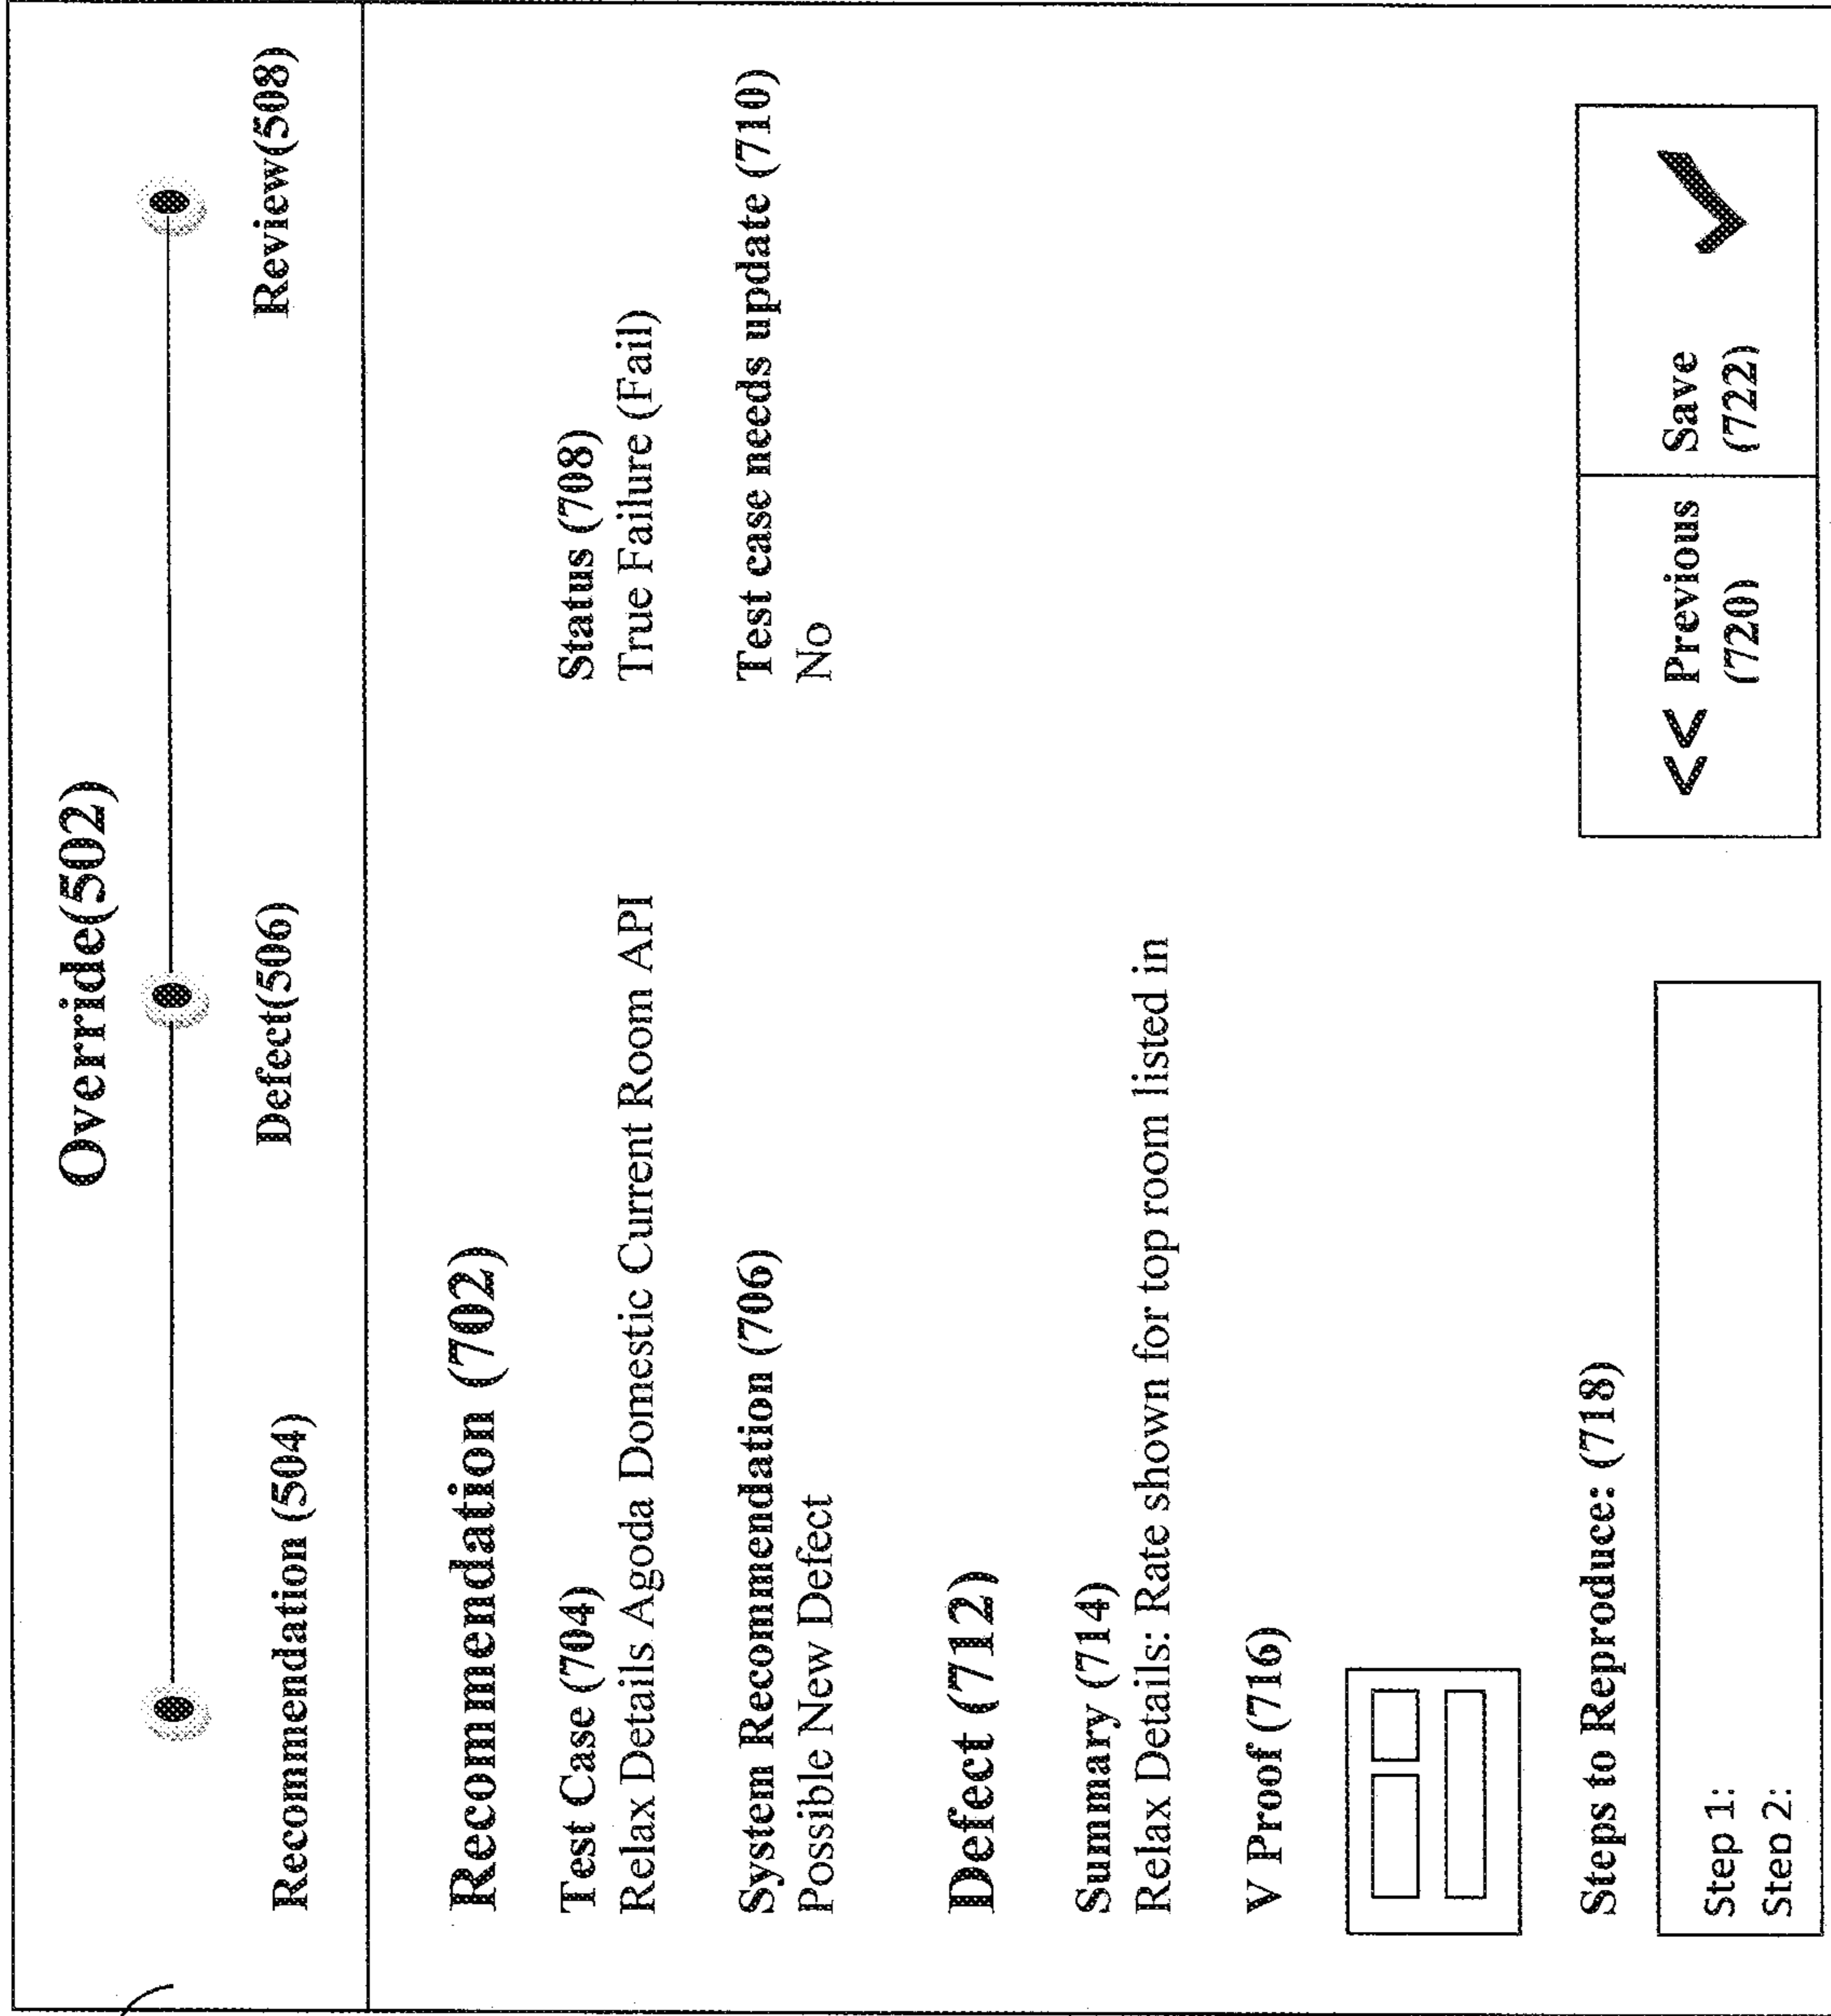 Override(502)
Recommendation (504)
Defect(506)
Review(508)
Recommendation (702)
Test Case (704)
Relax Details Agoda Domestic Current Room API
Status (708)
True Failure (Fail)
System Recommendation (706)
Possible New Defect
Test case needs update (710)
No
Defect (712)
Summary (714)
Relax Details: Rate shown for top room listed in
V Proof (716)
Steps to Reproduce: (718)
Step 1:
Step 2:
<< Previous
(720)
Save
(722)